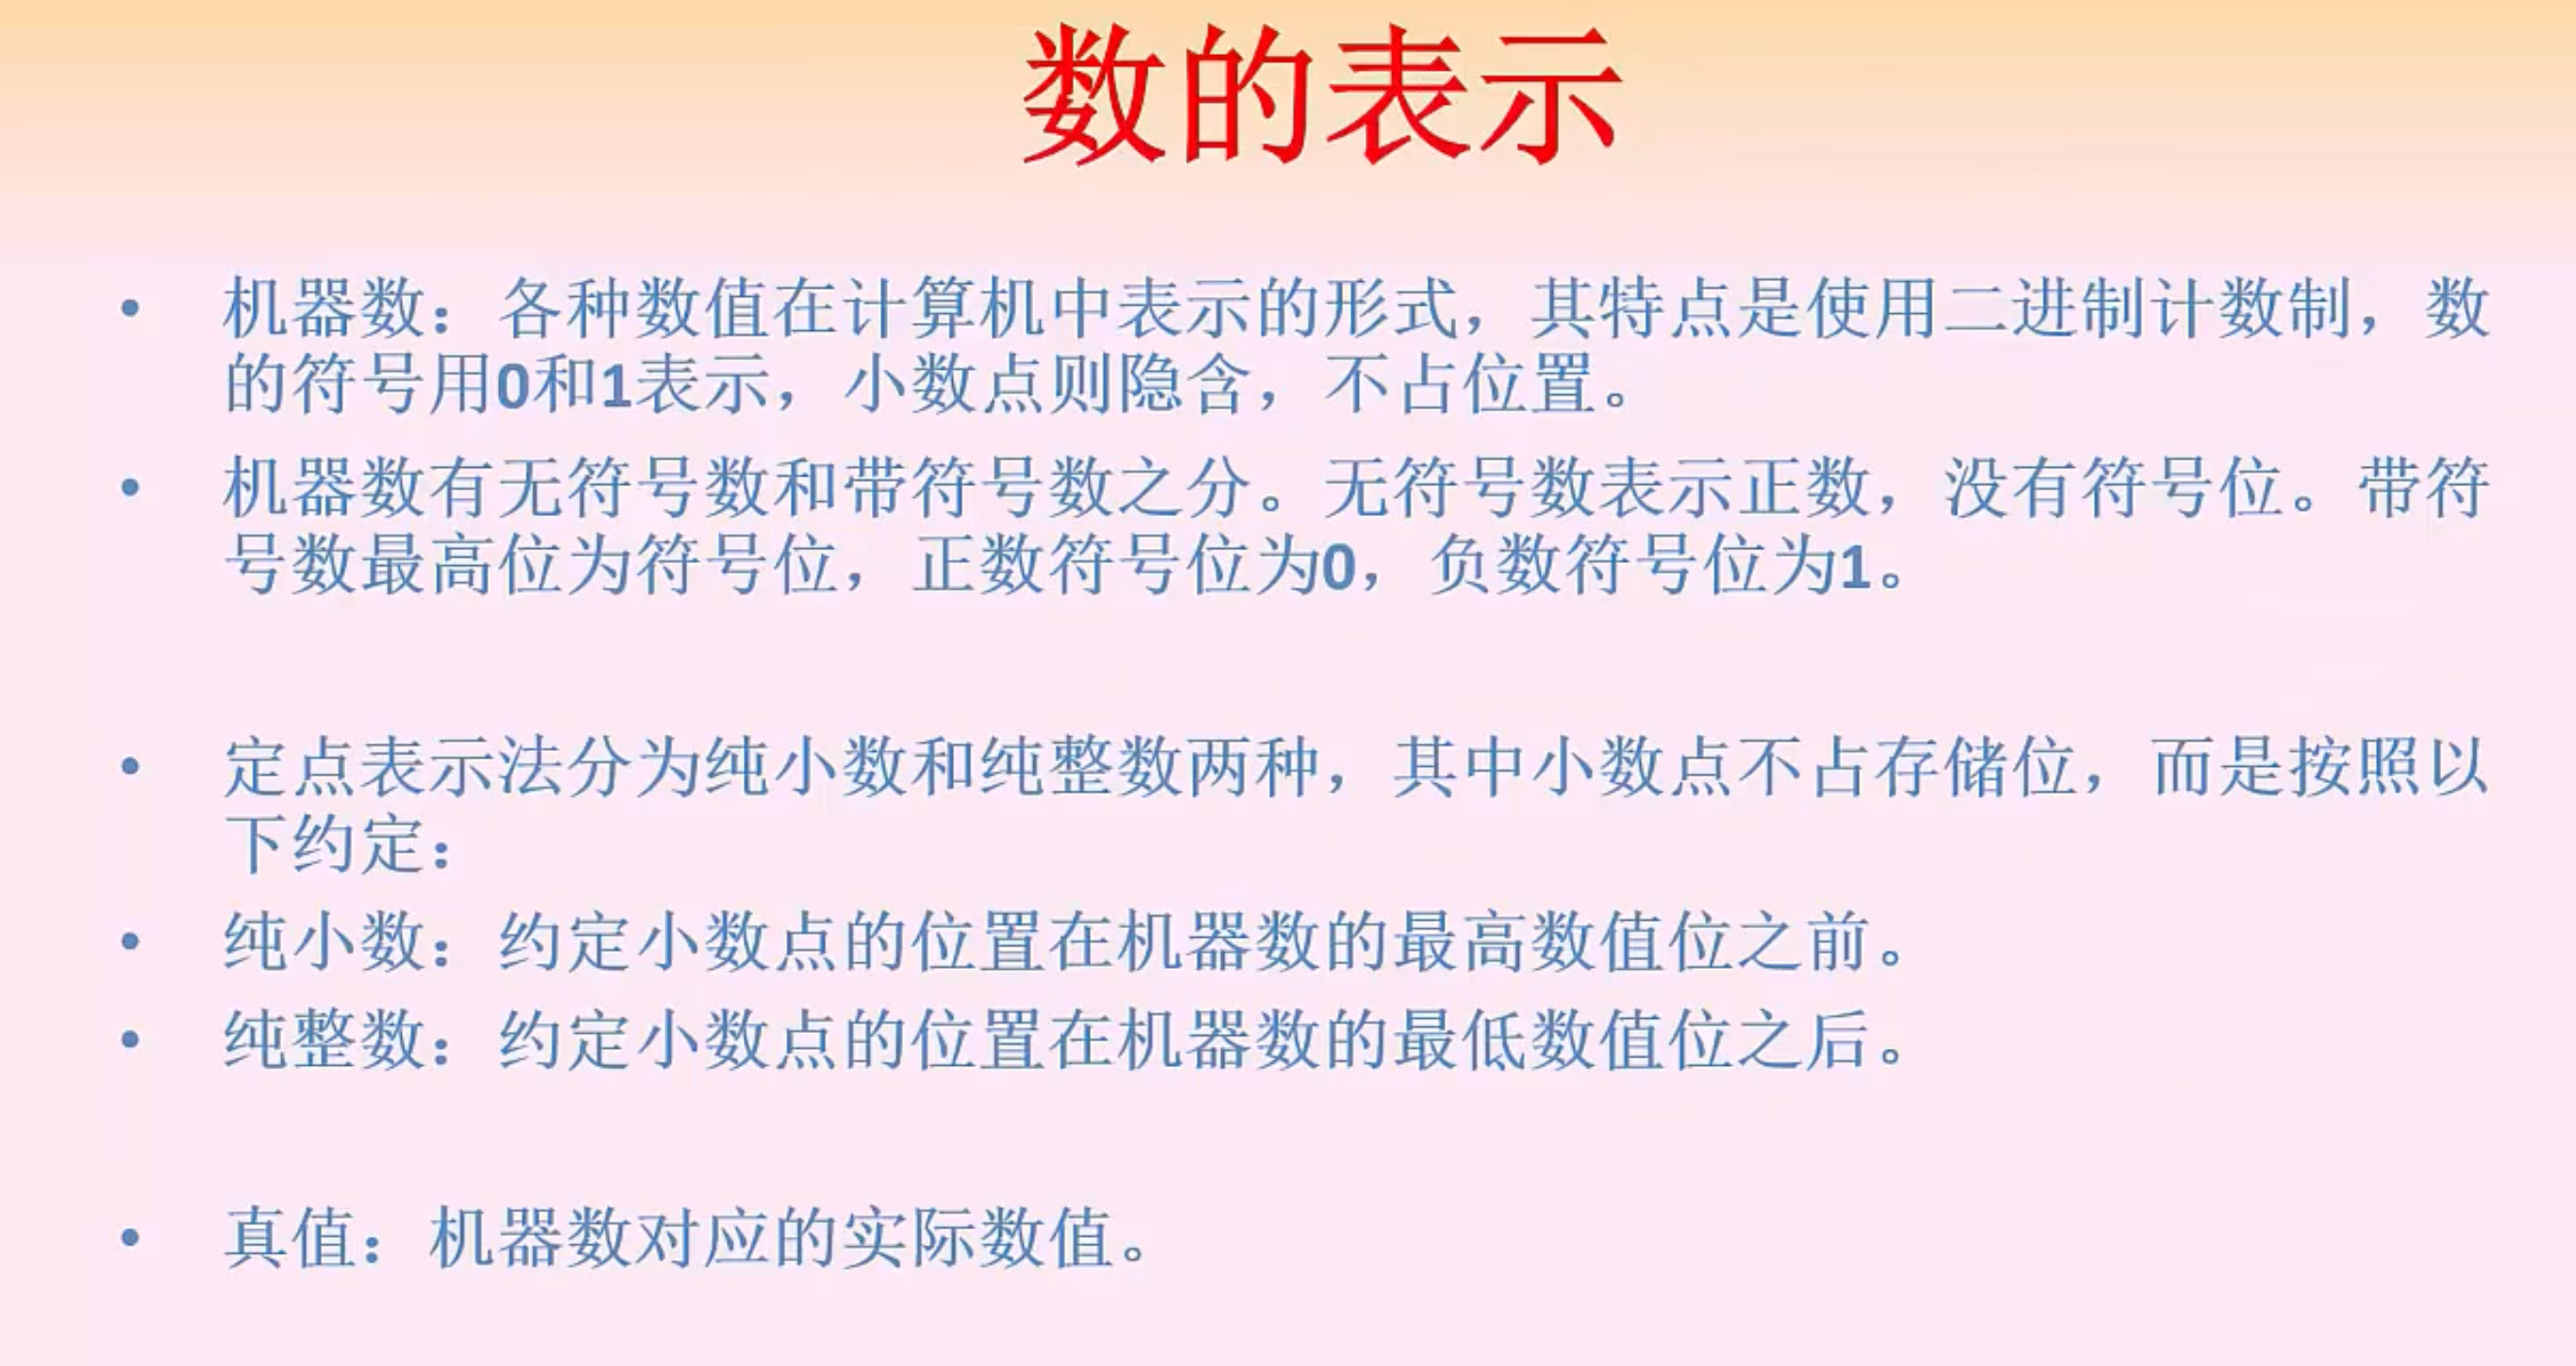 数的表示
• 机器数：各种数值在计算机中表示的形式，其特点是使用二进制计数制，数
的符号用0和1表示，小数点则隐含，不占位置。
• 机器数有无符号数和带符号数之分。无符号数表示正数，没有符号位。带符
号数最高位为符号位，正数符号位为0，负数符号位为1。
• 定点表示法分为纯小数和纯整数两种，其中小数点不占存储位，而是按照以
下约定：
• 纯小数：约定小数点的位置在机器数的最高数值位之前。
• 纯整数：约定小数点的位置在机器数的最低数值位之后。
• 真值：机器数对应的实际数值。